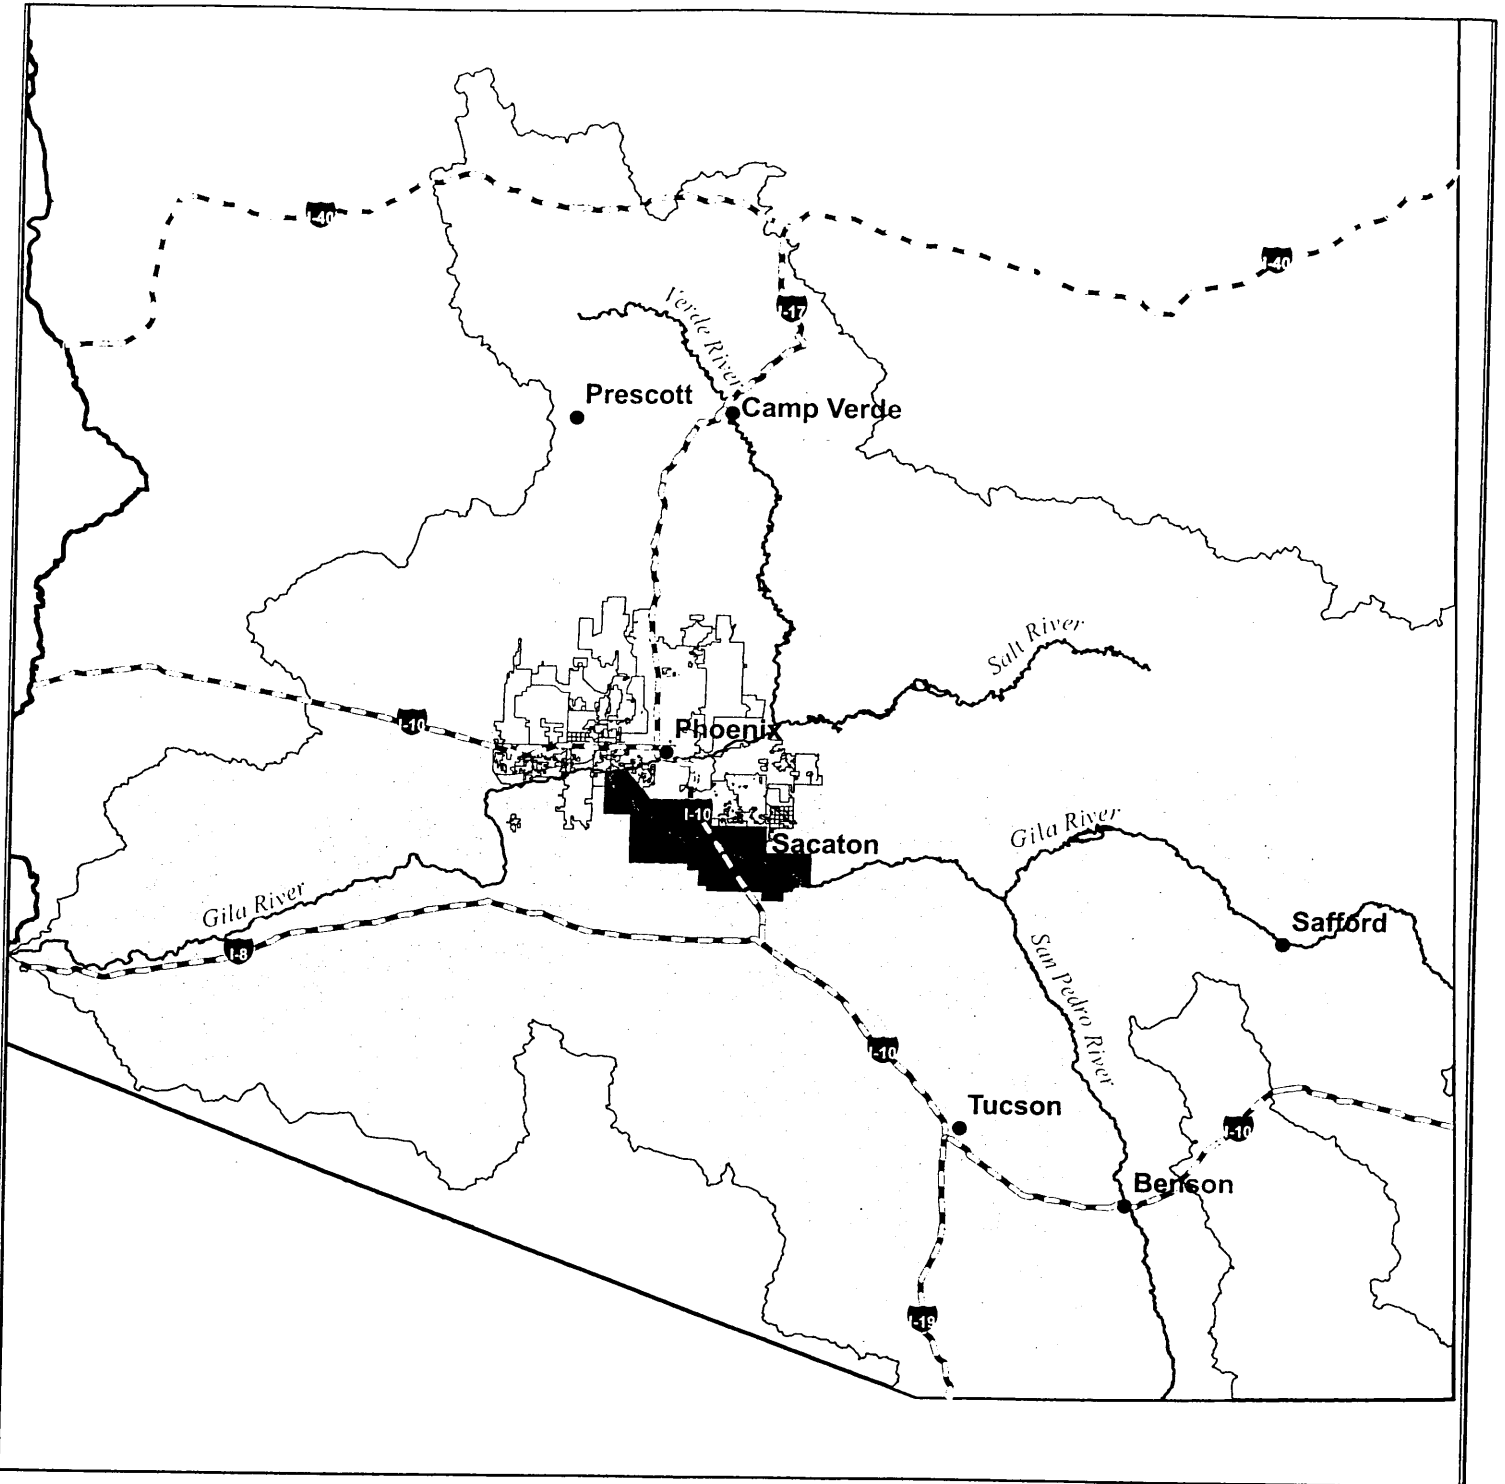 I-40
I-40
I-17
Verde River
Prescott
Camp Verde
Salt River
I-10
Phoenix
I-10
Sacaton
Gila River
Gila River
Safford
I-8
San Pedro River
I-10
Tucson
I-10
Benson
I-19